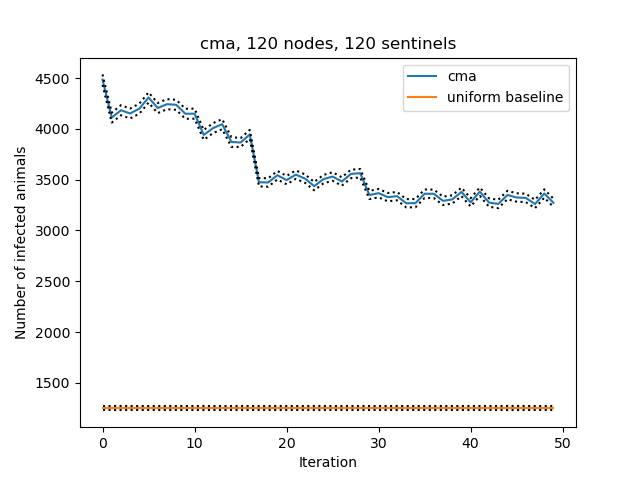 cma, 120 nodes, 120 sentinels
cma
uniform baseline
Number of infected animals
4500
4000
3500
3000
2500
2000
1500
0 10 20 30 40 50
Iteration